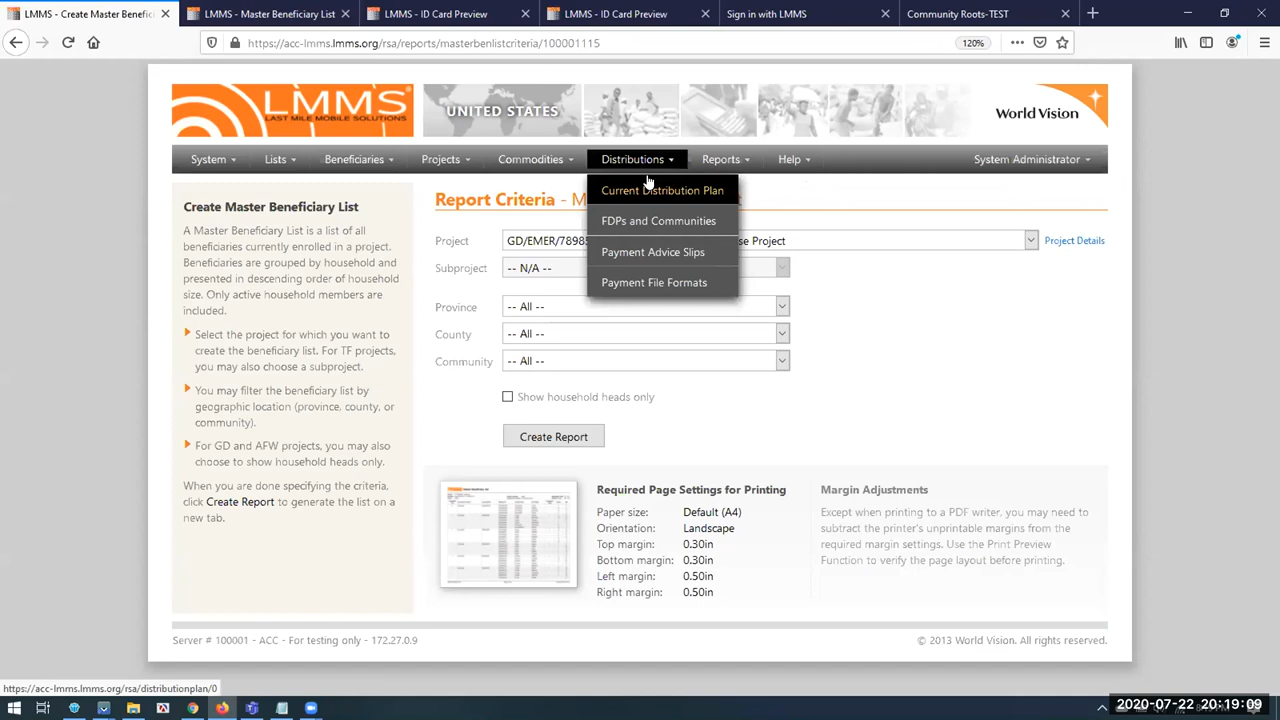 LMMS - Create Master Beneficiar
LMMS - Master Beneficiary List
LMMS - ID Card Preview
LMMS - ID Card Preview
Sign in with LMMS
Community Roots-TEST
https://acc-lmms.lmms.org/rsa/reports/masterbenlistcriteria/100001115
120%
LMMS
LAST MILE MOBILE SOLUTIONS
UNITED STATES
World Vision
System
Lists
Beneficiaries
Projects
Commodities
Distributions
Reports
Help
System Administrator
Current Distribution Plan
FDPs and Communities
Payment Advice Slips
Payment File Formats
Create Master Beneficiary List
A Master Beneficiary List is a list of all
beneficiaries currently enrolled in a project.
Beneficiaries are grouped by household and
presented in descending order of household
size. Only active household members are
included.
Select the project for which you want to
create the beneficiary list. For TF projects,
you may also choose a subproject.
You may filter the beneficiary list by
geographic location (province, county, or
community).
For GD and AFW projects, you may also
choose to show household heads only.
When you are done specifying the criteria,
click Create Report to generate the list on a
new tab.
Report Criteria - M
Project
GD/EMER/78985
se Project
Project Details
Subproject
-- N/A --
Province
-- All --
County
-- All --
Community
-- All --
Show household heads only
Create Report
Required Page Settings for Printing
Paper size: Default (A4)
Orientation: Landscape
Top margin: 0.30in
Bottom margin: 0.30in
Left margin: 0.50in
Right margin: 0.50in
Margin Adjustments
Except when printing to a PDF writer, you may need to
subtract the printer's unprintable margins from the
required margin settings. Use the Print Preview
Function to verify the page layout before printing.
Server # 100001 - ACC - For testing only - 172.27.0.9
© 2013 World Vision. All rights reserved.
https://acc-lmms.lmms.org/rsa/distributionplan/0
2020-07-22 20:19:09